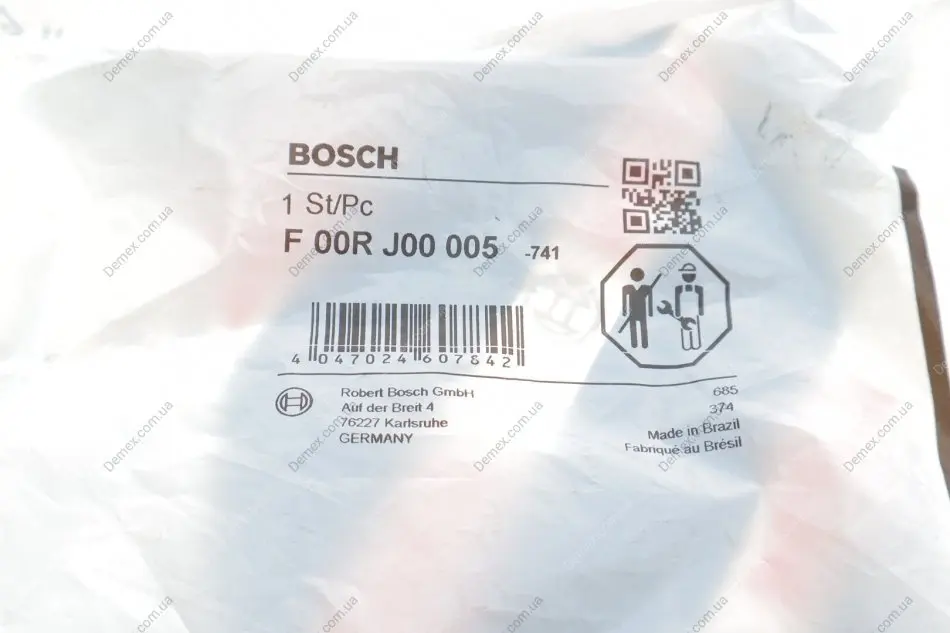 BOSCH
1 St/Pc
F 00R J00 005 -741
4 047024 607842
Robert Bosch GmbH
Auf der Breit 4
76227 Karlsruhe
GERMANY
685
374
Made in Brazil
Fabriqué au Brésil
Demex.com.ua